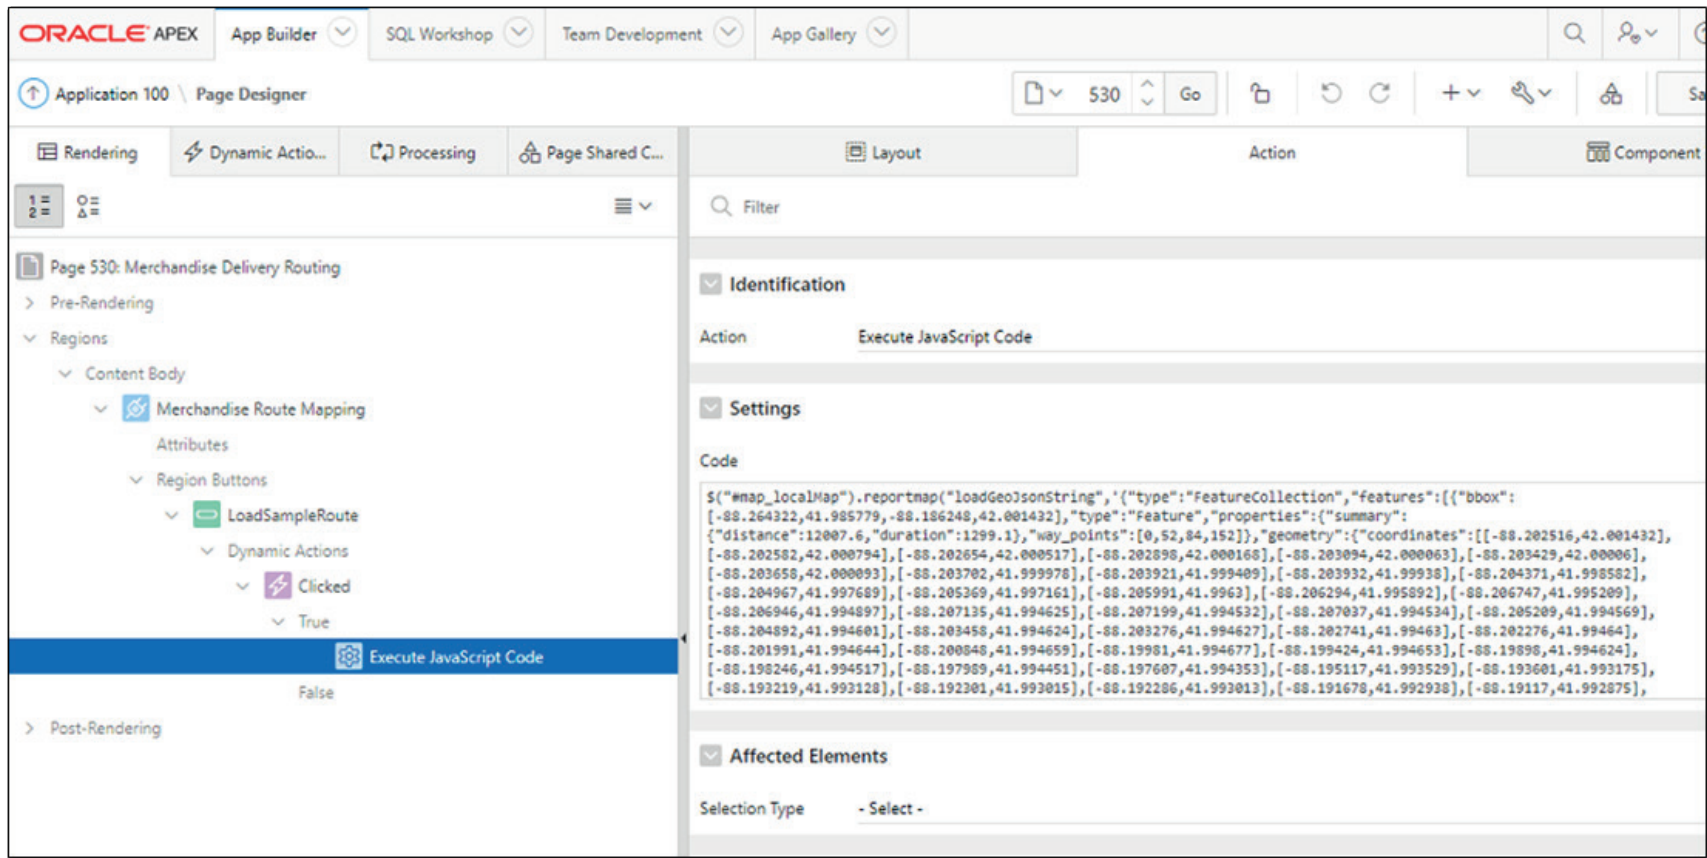 ORACLE APEX App Builder SQL Workshop Team Development App Gallery
Application 100 \ Page Designer 530 Go Sa
Rendering Dynamic Actio... Processing Page Shared C... Layout Action Component
Filter
Page 530: Merchandise Delivery Routing
Pre-Rendering
Regions
Content Body
Merchandise Route Mapping
Attributes
Region Buttons
LoadSampleRoute
Dynamic Actions
Clicked
True
Execute JavaScript Code
False
Post-Rendering
Identification
Action Execute JavaScript Code
Settings
Code
$("#map_localMap").reportmap("loadGeoJsonString",'{"type":"FeatureCollection","features":[{"bbox":
[-88.264322,41.985779,-88.186248,42.001432],"type":"Feature","properties":{"summary":
{"distance":12007.6,"duration":1299.1},"way_points":[0,52,84,152]},"geometry":{"coordinates":[[-88.202516,42.001432],
[-88.202582,42.000794],[-88.202654,42.000517],[-88.202898,42.000168],[-88.203094,42.000063],[-88.203429,42.00006],
[-88.203658,42.000093],[-88.203702,41.999978],[-88.203921,41.999409],[-88.203932,41.99938],[-88.204371,41.998582],
[-88.204967,41.997689],[-88.205369,41.997161],[-88.205991,41.9963],[-88.206294,41.995892],[-88.206747,41.995209],
[-88.206946,41.994897],[-88.207135,41.994625],[-88.207199,41.994532],[-88.207037,41.994534],[-88.205209,41.994569],
[-88.204892,41.994601],[-88.203458,41.994624],[-88.203276,41.994627],[-88.202741,41.99463],[-88.202276,41.99464],
[-88.201991,41.994644],[-88.200848,41.994659],[-88.19981,41.994677],[-88.199424,41.994653],[-88.19898,41.994624],
[-88.198246,41.994517],[-88.197989,41.994451],[-88.197607,41.994353],[-88.195117,41.993529],[-88.193601,41.993175],
[-88.193219,41.993128],[-88.192301,41.993015],[-88.192286,41.993013],[-88.191678,41.992938],[-88.19117,41.992875],
Affected Elements
Selection Type - Select -